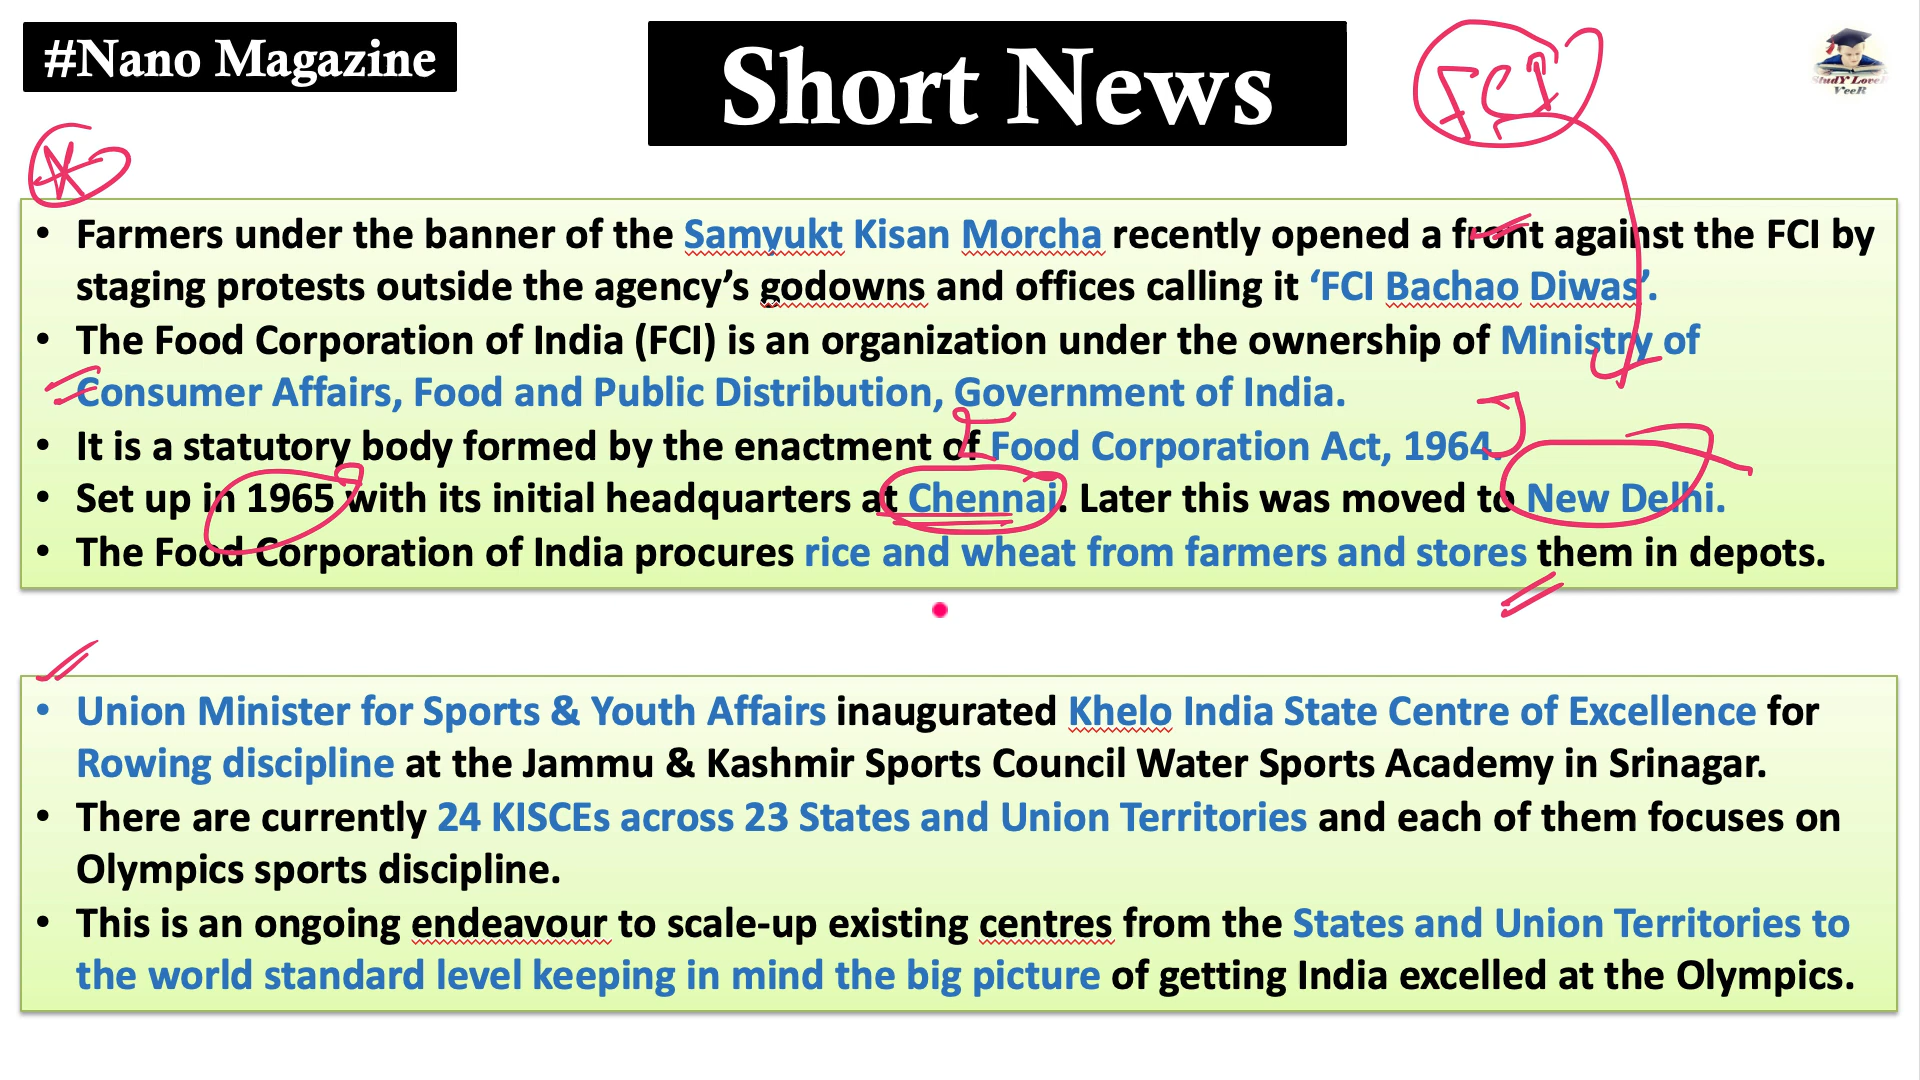 #Nano Magazine
Short News
FCI
StudY LoveR
VeeR
• Farmers under the banner of the Samyukt Kisan Morcha recently opened a front against the FCI by
staging protests outside the agency’s godowns and offices calling it ‘FCI Bachao Diwas’.
• The Food Corporation of India (FCI) is an organization under the ownership of Ministry of
Consumer Affairs, Food and Public Distribution, Government of India.
• It is a statutory body formed by the enactment of Food Corporation Act, 1964.
• Set up in 1965 with its initial headquarters at Chennai. Later this was moved to New Delhi.
• The Food Corporation of India procures rice and wheat from farmers and stores them in depots.
• Union Minister for Sports & Youth Affairs inaugurated Khelo India State Centre of Excellence for
Rowing discipline at the Jammu & Kashmir Sports Council Water Sports Academy in Srinagar.
• There are currently 24 KISCEs across 23 States and Union Territories and each of them focuses on
Olympics sports discipline.
• This is an ongoing endeavour to scale-up existing centres from the States and Union Territories to
the world standard level keeping in mind the big picture of getting India excelled at the Olympics.